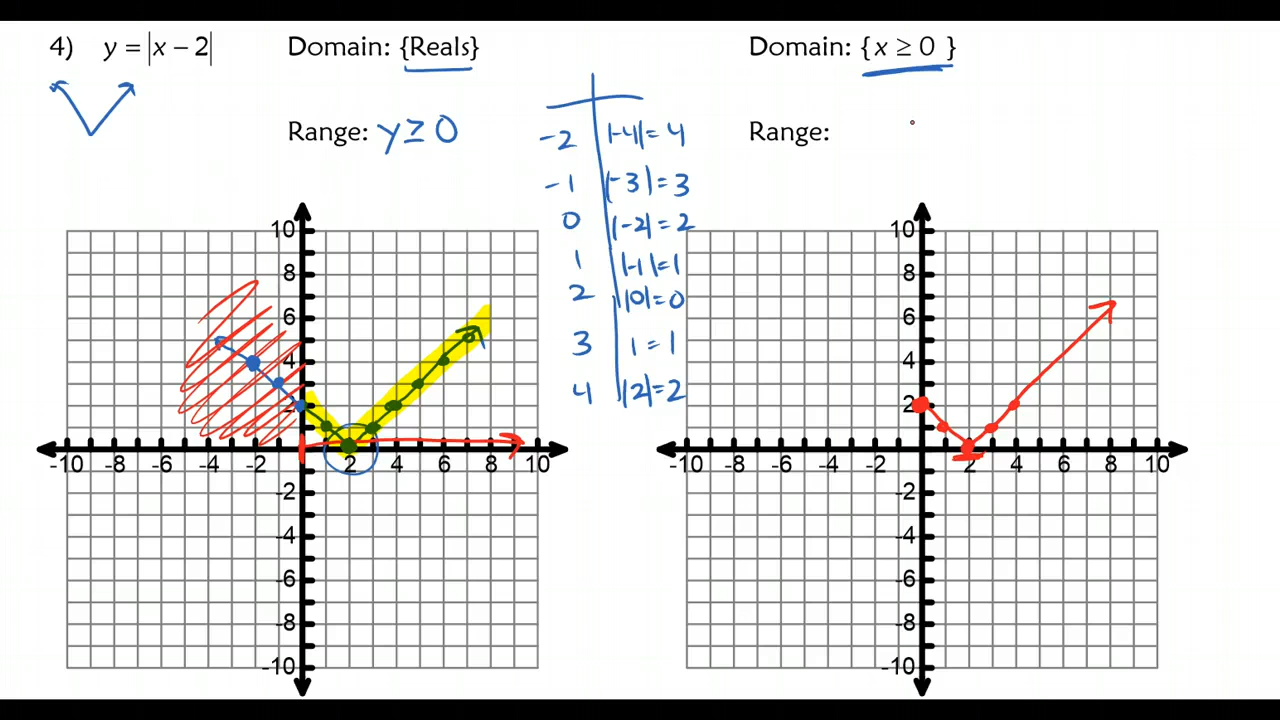 4) y = |x – 2| Domain: {Reals} Domain: { x ≥ 0 }
Range: y ≥ 0 Range:
-2 |-4| = 4
-1 |-3| = 3
0 |-2| = 2
1 |-1| = 1
2 |0| = 0
3 1 = 1
4 |2| = 2
10
8
6
4
2
-10 -8 -6 -4 -2 2 4 6 8 10
-2
-4
-6
-8
-10
10
8
6
4
2
-10 -8 -6 -4 -2 2 4 6 8 10
-2
-4
-6
-8
-10